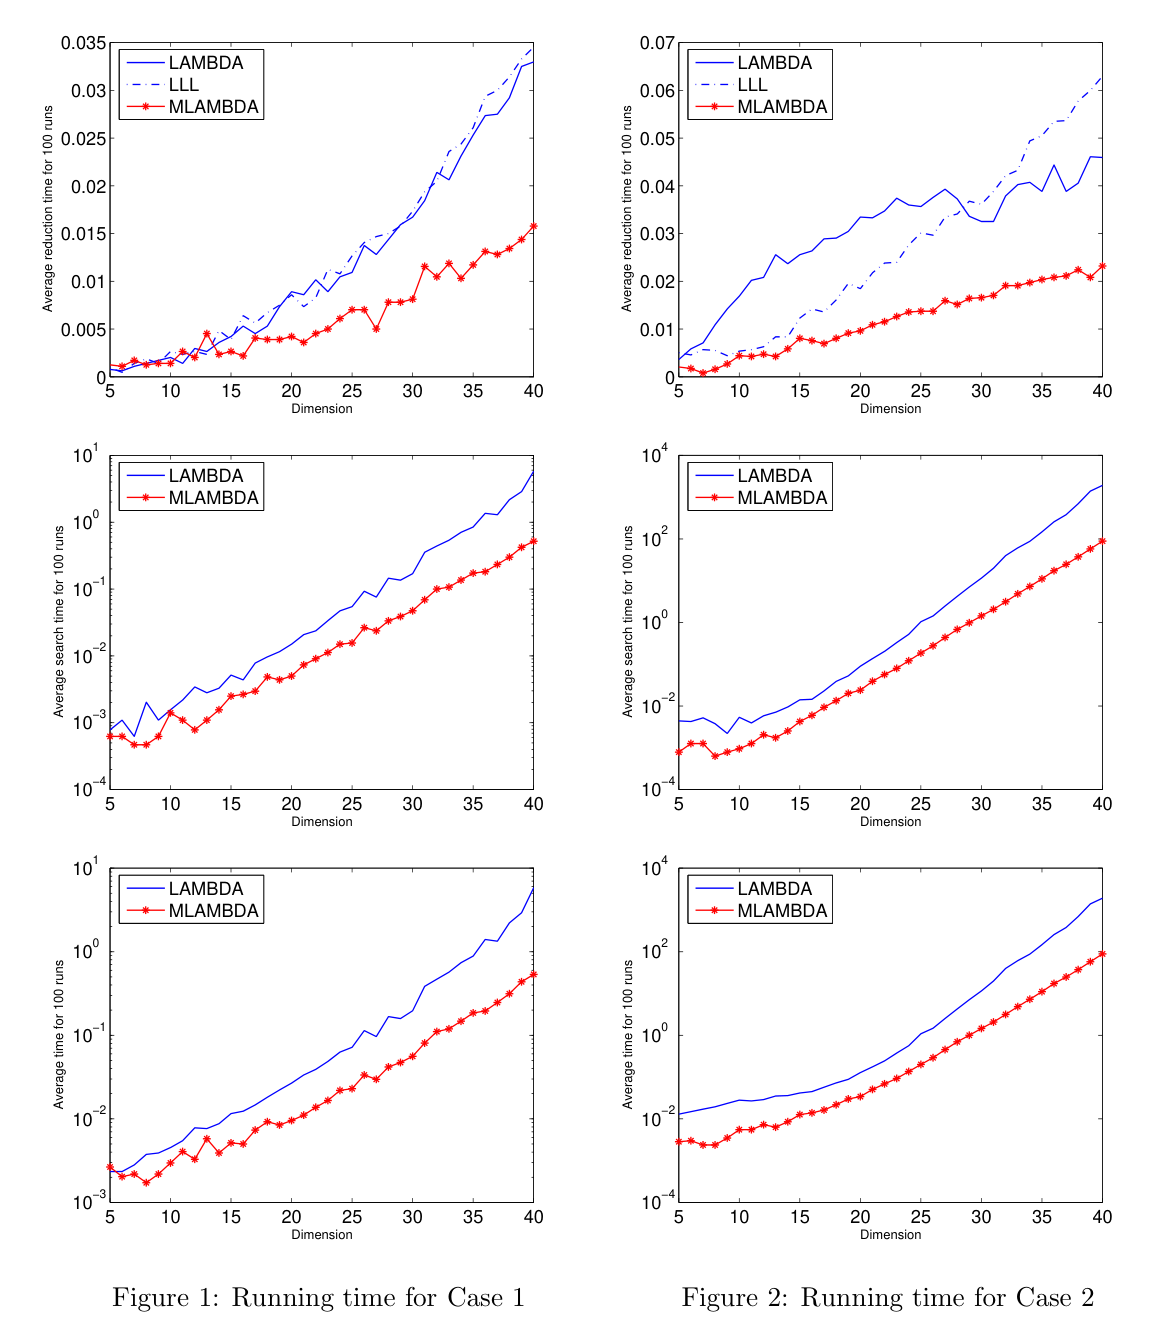 0.035
0.03
0.025
0.02
0.015
0.01
0.005
0
Average reduction time for 100 runs
LAMBDA
LLL
MLAMBDA
5 10 15 20 25 30 35 40
Dimension
0.07
0.06
0.05
0.04
0.03
0.02
0.01
0
Average reduction time for 100 runs
LAMBDA
LLL
MLAMBDA
5 10 15 20 25 30 35 40
Dimension
10^1
10^0
10^−1
10^−2
10^−3
10^−4
Average search time for 100 runs
LAMBDA
MLAMBDA
5 10 15 20 25 30 35 40
Dimension
10^4
10^2
10^0
10^−2
10^−4
Average search time for 100 runs
LAMBDA
MLAMBDA
5 10 15 20 25 30 35 40
Dimension
10^1
10^0
10^−1
10^−2
10^−3
Average time for 100 runs
LAMBDA
MLAMBDA
5 10 15 20 25 30 35 40
Dimension
10^4
10^2
10^0
10^−2
10^−4
Average time for 100 runs
LAMBDA
MLAMBDA
5 10 15 20 25 30 35 40
Dimension
Figure 1: Running time for Case 1
Figure 2: Running time for Case 2